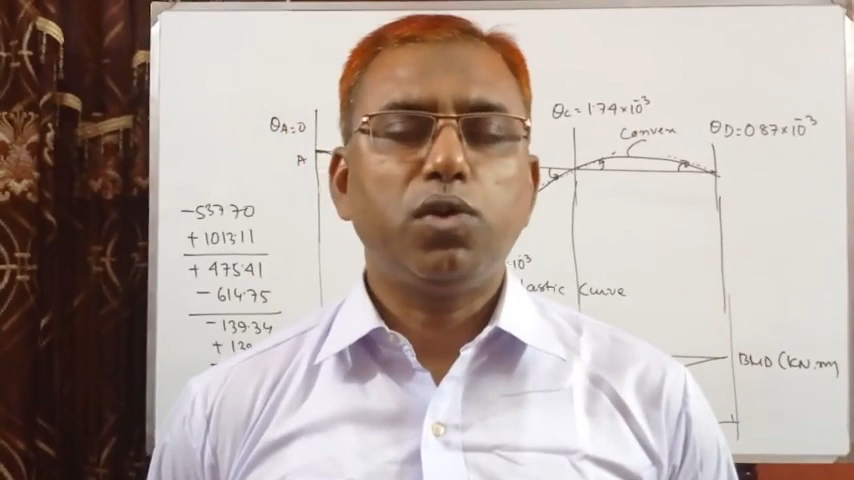 θA=0
A
θC = 1.74×10⁻³
Convex
θD=0.87×10⁻³
-537.70
+1013.11
+475.41
-614.75
-139.34
lastic Curve
BMD (KN.m)